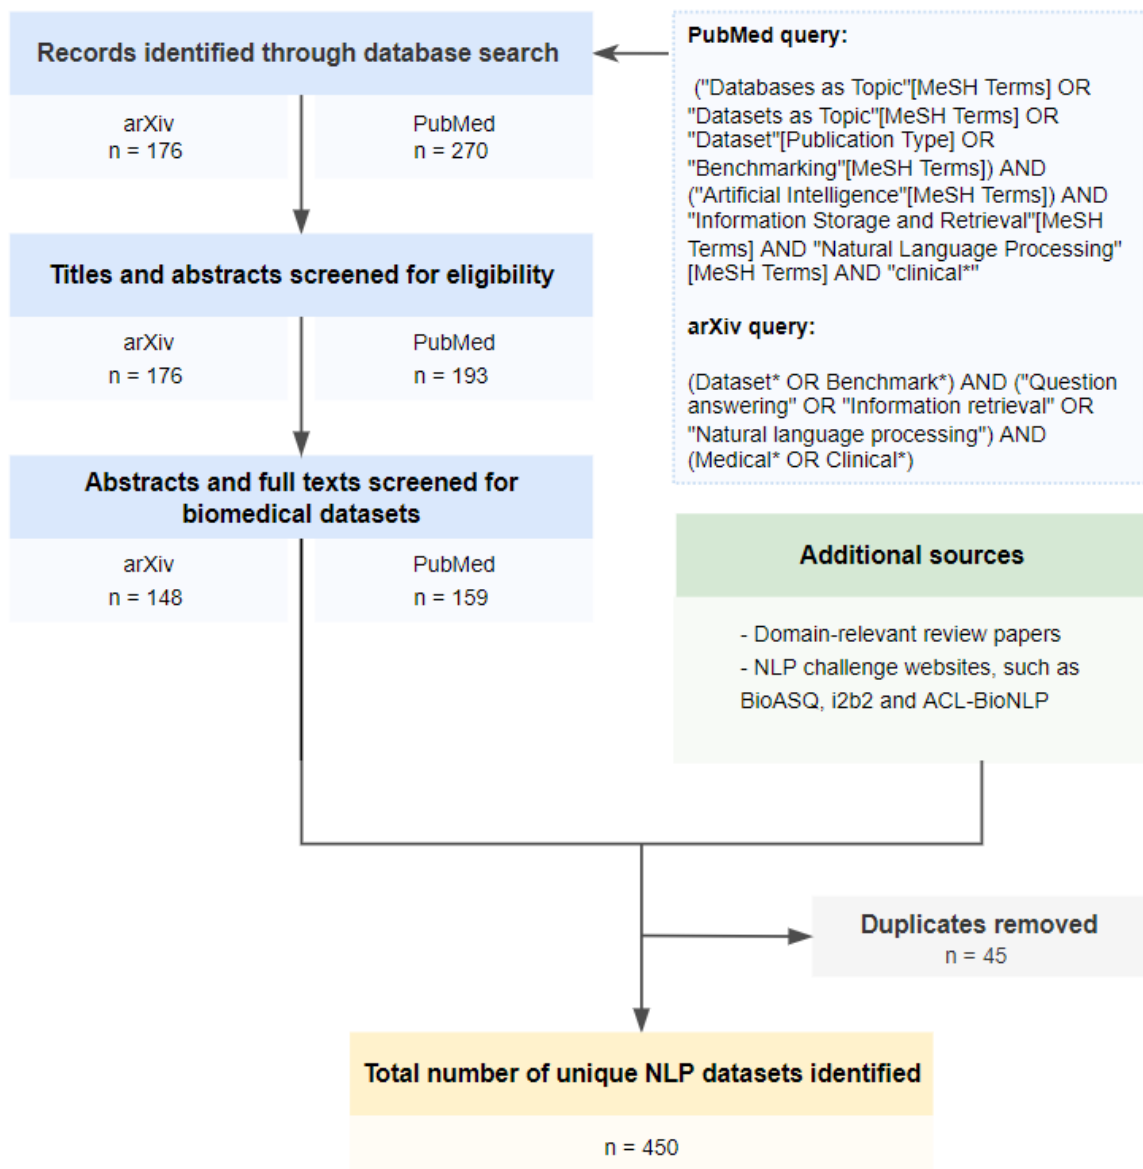 Records identified through database search
arXiv
n = 176
PubMed
n = 270
Titles and abstracts screened for eligibility
arXiv
n = 176
PubMed
n = 193
Abstracts and full texts screened for
biomedical datasets
arXiv
n = 148
PubMed
n = 159
PubMed query:
("Databases as Topic"[MeSH Terms] OR
"Datasets as Topic"[MeSH Terms] OR
"Dataset"[Publication Type] OR
"Benchmarking"[MeSH Terms]) AND
("Artificial Intelligence"[MeSH Terms]) AND
"Information Storage and Retrieval"[MeSH
Terms] AND "Natural Language Processing"
[MeSH Terms] AND "clinical*"
arXiv query:
(Dataset* OR Benchmark*) AND ("Question
answering" OR "Information retrieval" OR
"Natural language processing") AND
(Medical* OR Clinical*)
Additional sources
- Domain-relevant review papers
- NLP challenge websites, such as
BioASQ, i2b2 and ACL-BioNLP
Duplicates removed
n = 45
Total number of unique NLP datasets identified
n = 450